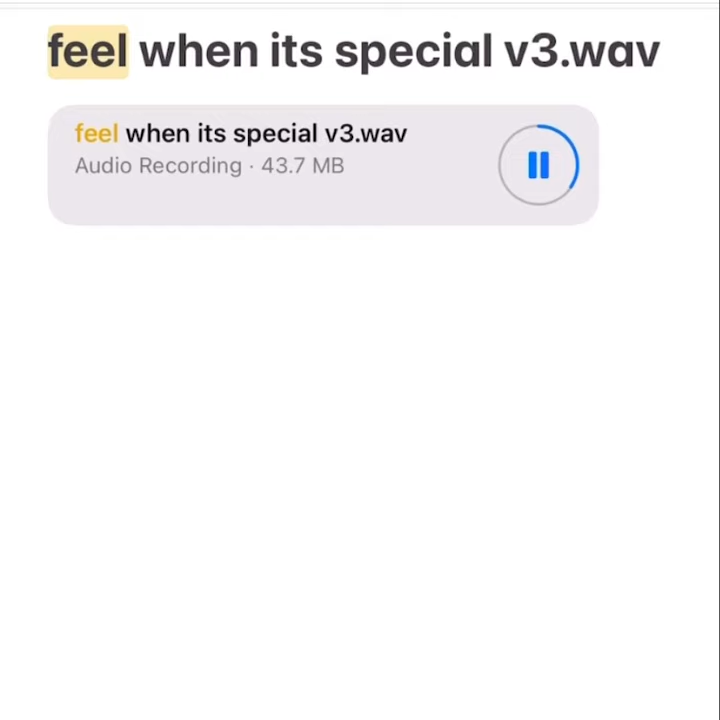 feel when its special v3.wav
feel when its special v3.wav
Audio Recording · 43.7 MB